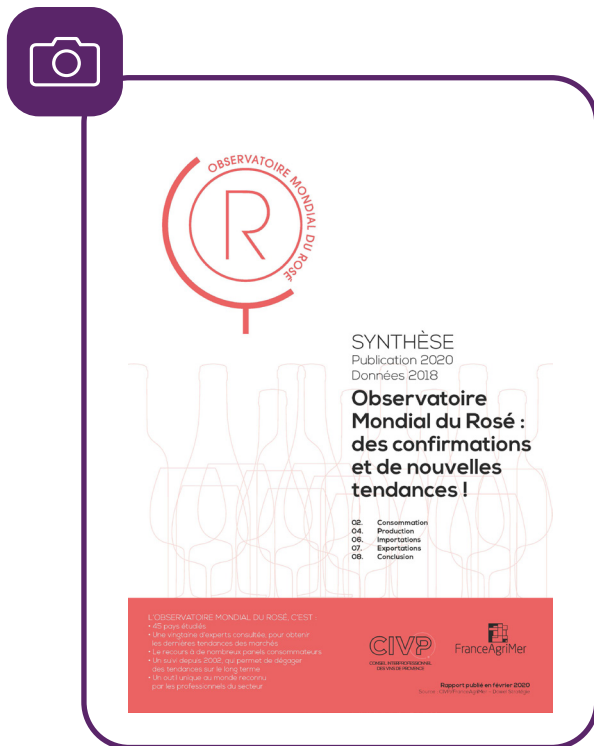 OBSERVATOIRE MONDIAL DU ROSÉ
R
SYNTHÈSE
Publication 2020
Données 2018
Observatoire
Mondial du Rosé :
des confirmations
et de nouvelles
tendances !
02. Consommation
04. Production
06. Importations
07. Exportations
08. Conclusion
L'OBSERVATOIRE MONDIAL DU ROSÉ, C'EST :
• 45 pays étudiés
• Une vingtaine d'experts consultée, pour obtenir
les dernières tendances des marchés
• Le recours à de nombreux panels consommateurs
• Un suivi depuis 2002, qui permet de dégager
des tendances sur le long terme
• Un outil unique au monde reconnu
par les professionnels du secteur
CIVP
CONSEIL INTERPROFESSIONNEL
DES VINS DE PROVENCE
FranceAgriMer
Rapport publié en février 2020